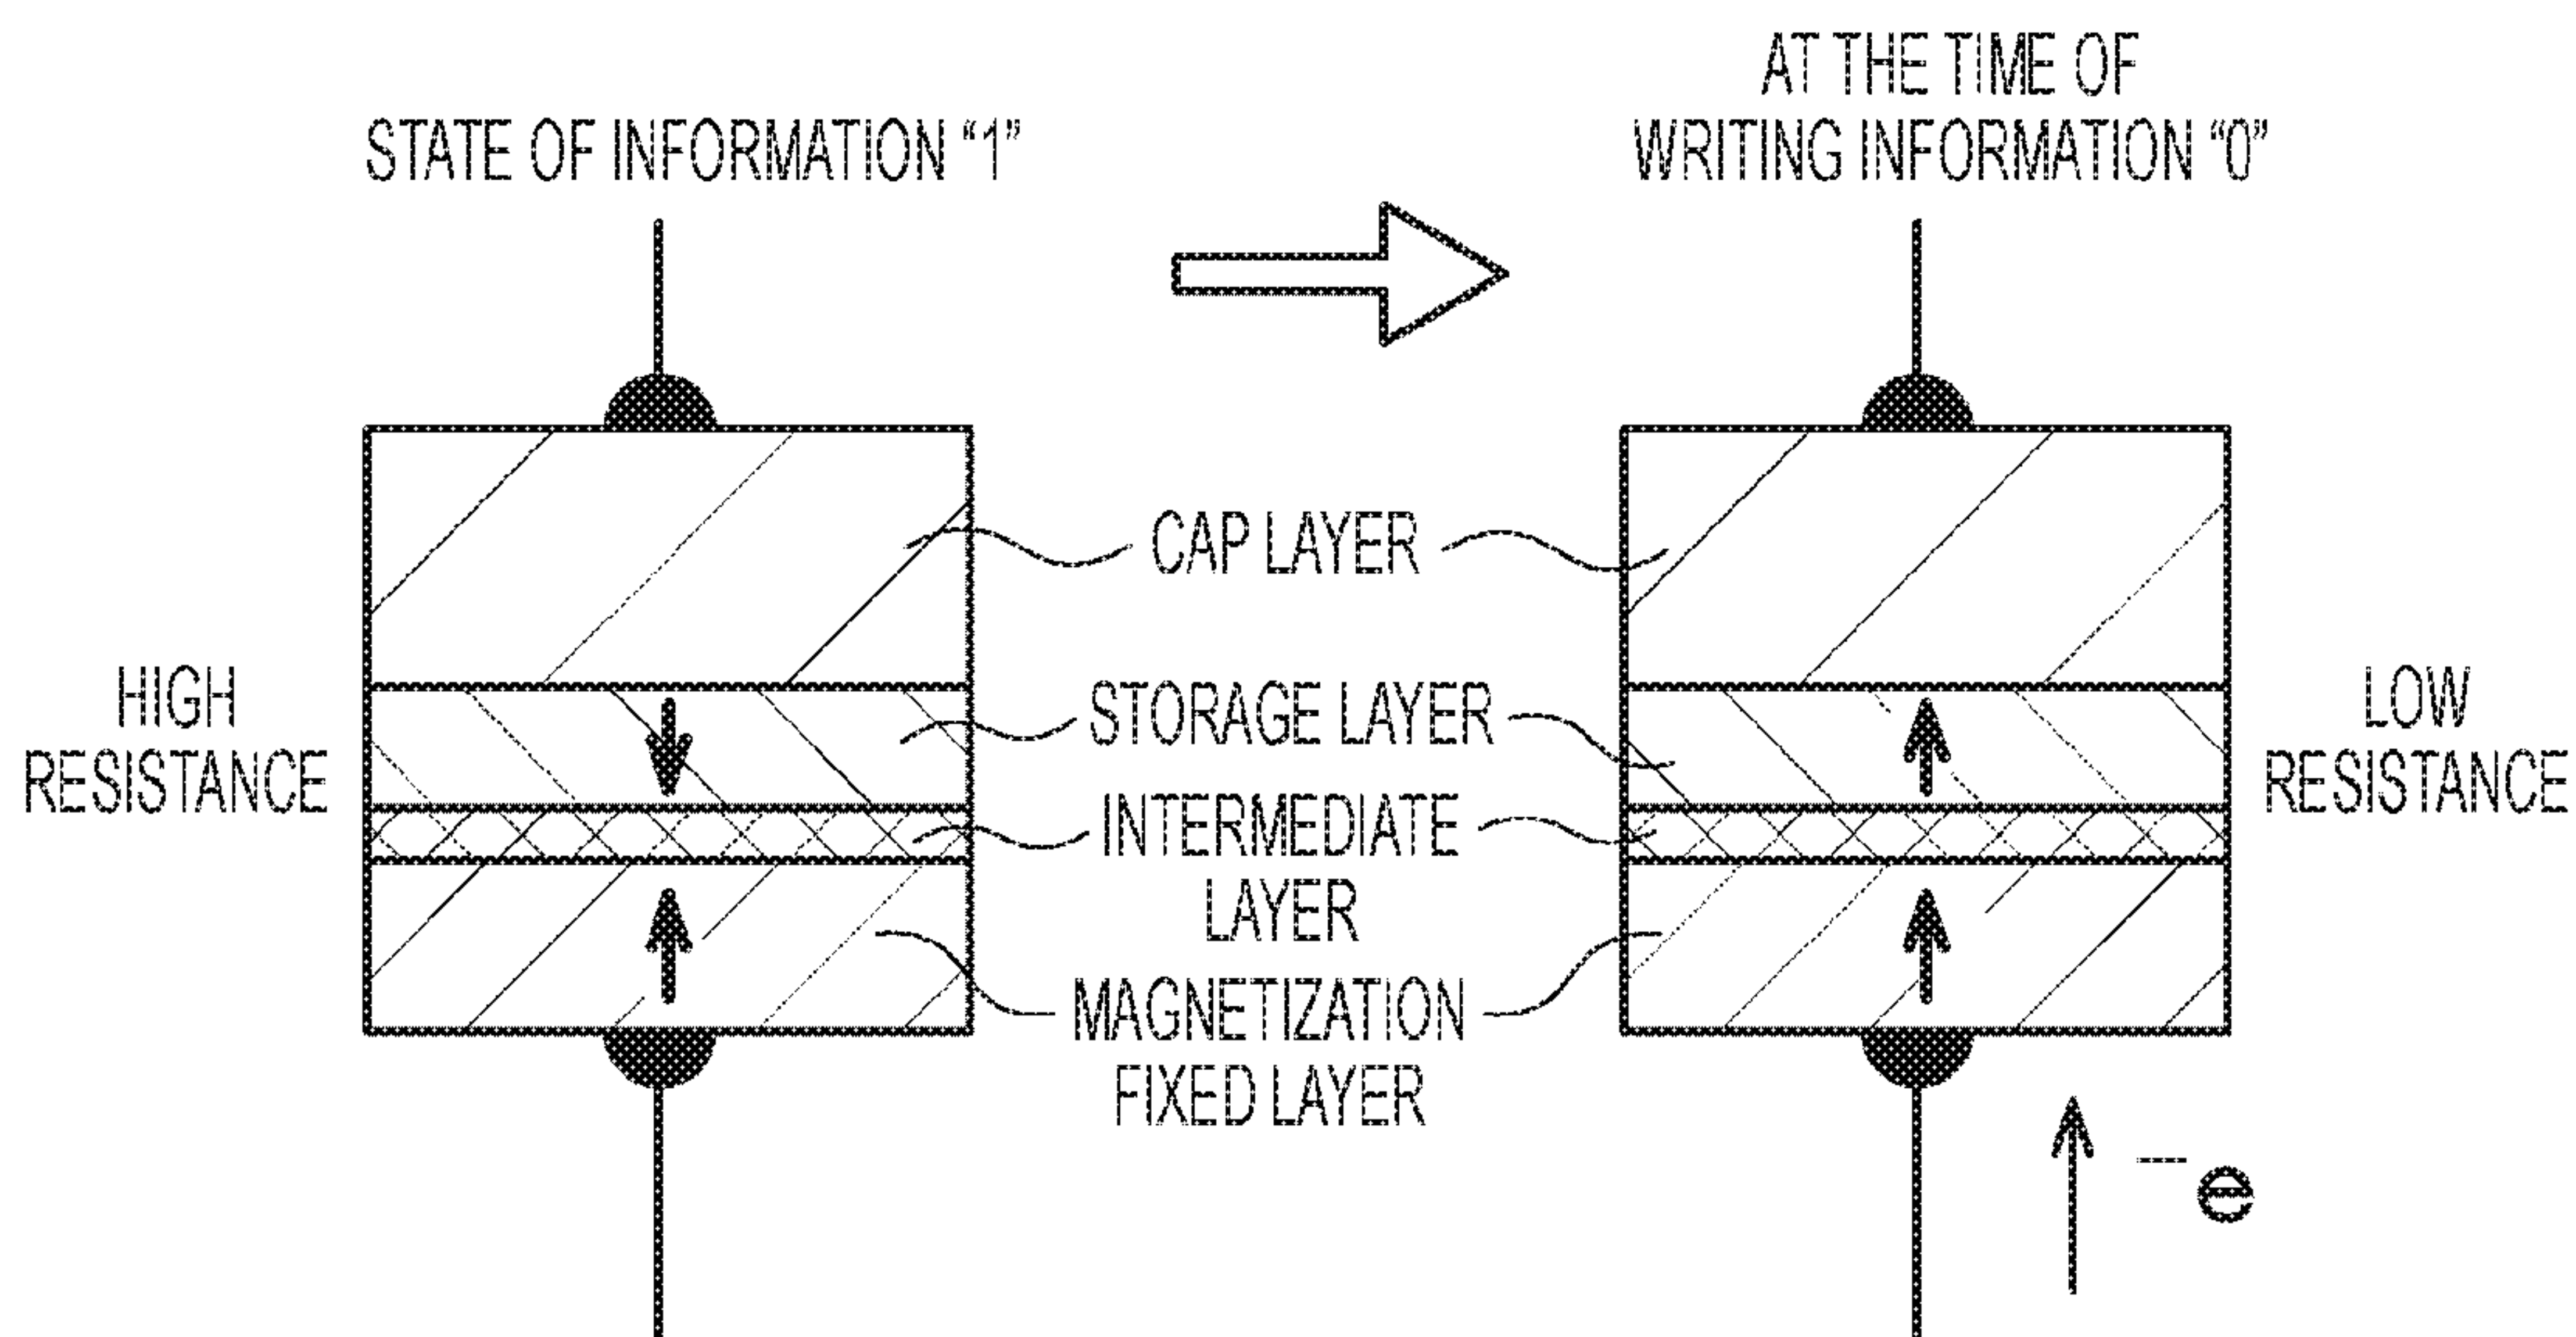 STATE OF INFORMATION “1”
AT THE TIME OF
WRITING INFORMATION “0”
CAP LAYER
HIGH
RESISTANCE
STORAGE LAYER
LOW
RESISTANCE
INTERMEDIATE
LAYER
MAGNETIZATION
FIXED LAYER
⁻e